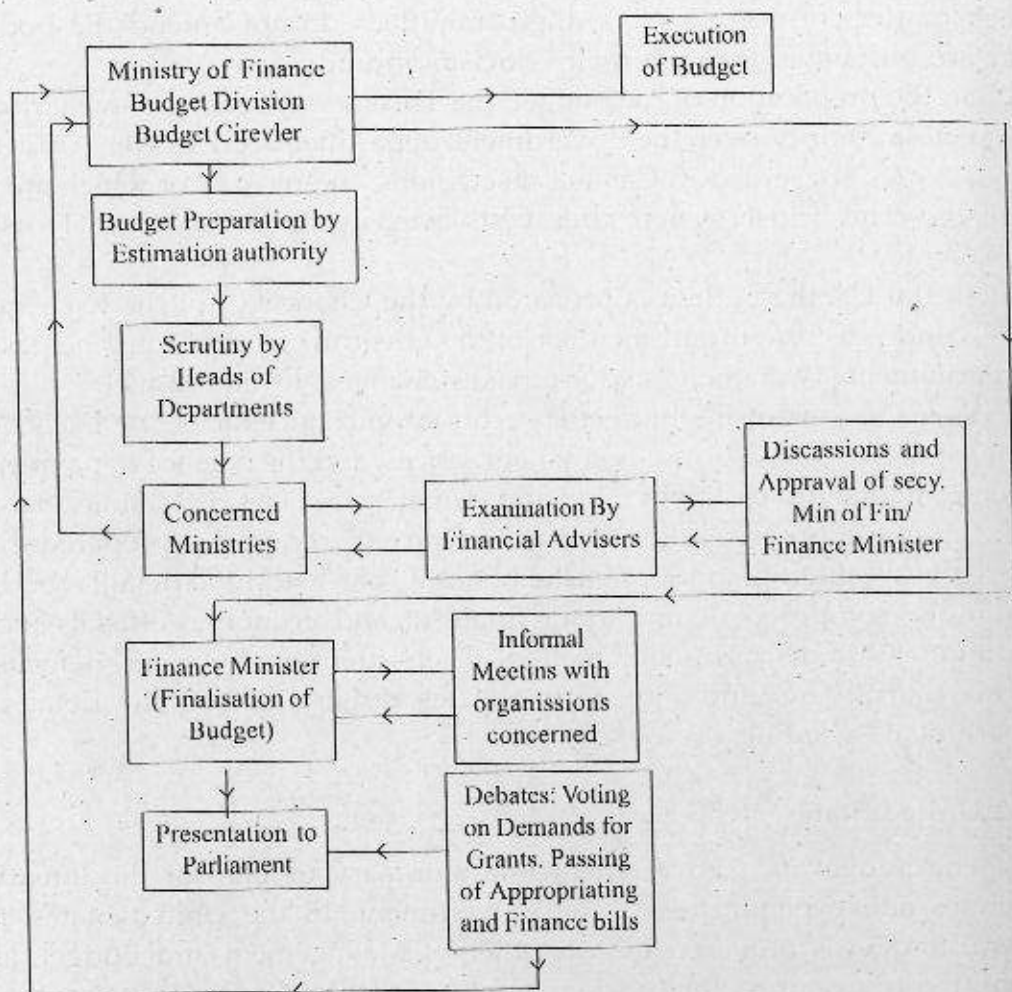 Ministry of Finance
Budget Division
Budget Cirevler
Execution
of Budget
Budget Preparation by
Estimation authority
Scrutiny by
Heads of
Departments
Concerned
Ministries
Exanination By
Financial Advisers
Discassions and
Appraval of secy.
Min of Fin/
Finance Minister
Finance Minister
(Finalisation of
Budget)
Informal
Meetins with
organissions
concerned
Presentation to
Parliament
Debates: Voting
on Demands for
Grants. Passing
of Appropriating
and Finance bills